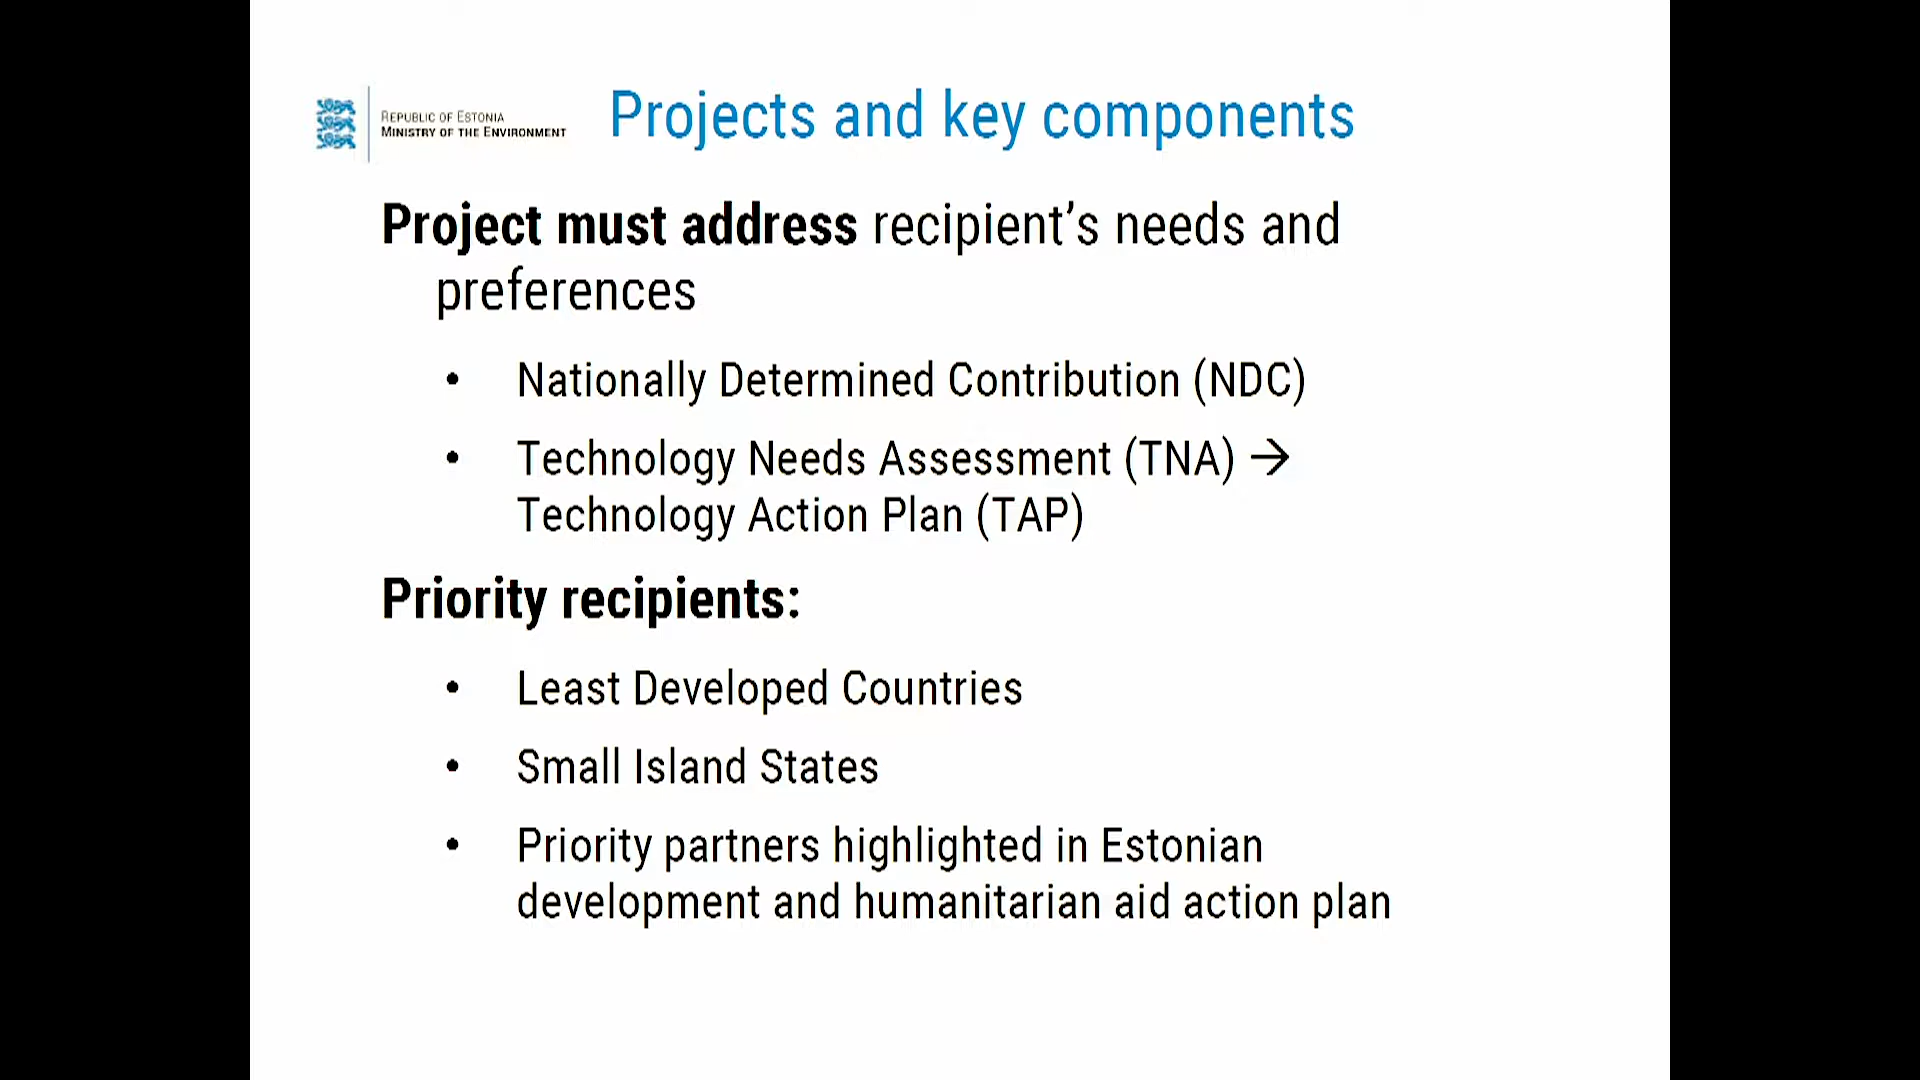 REPUBLIC OF ESTONIA
MINISTRY OF THE ENVIRONMENT
Projects and key components
Project must address recipient's needs and
preferences
• Nationally Determined Contribution (NDC)
• Technology Needs Assessment (TNA) →
Technology Action Plan (TAP)
Priority recipients:
• Least Developed Countries
• Small Island States
• Priority partners highlighted in Estonian
development and humanitarian aid action plan